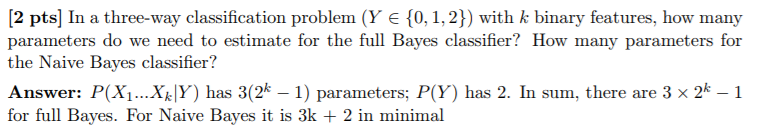 [2 pts] In a three-way classification problem (Y ∈ {0, 1, 2}) with k binary features, how many
parameters do we need to estimate for the full Bayes classifier? How many parameters for
the Naive Bayes classifier?
Answer: P(X₁...Xₖ|Y) has 3(2ᵏ − 1) parameters; P(Y) has 2. In sum, there are 3 × 2ᵏ − 1
for full Bayes. For Naive Bayes it is 3k + 2 in minimal